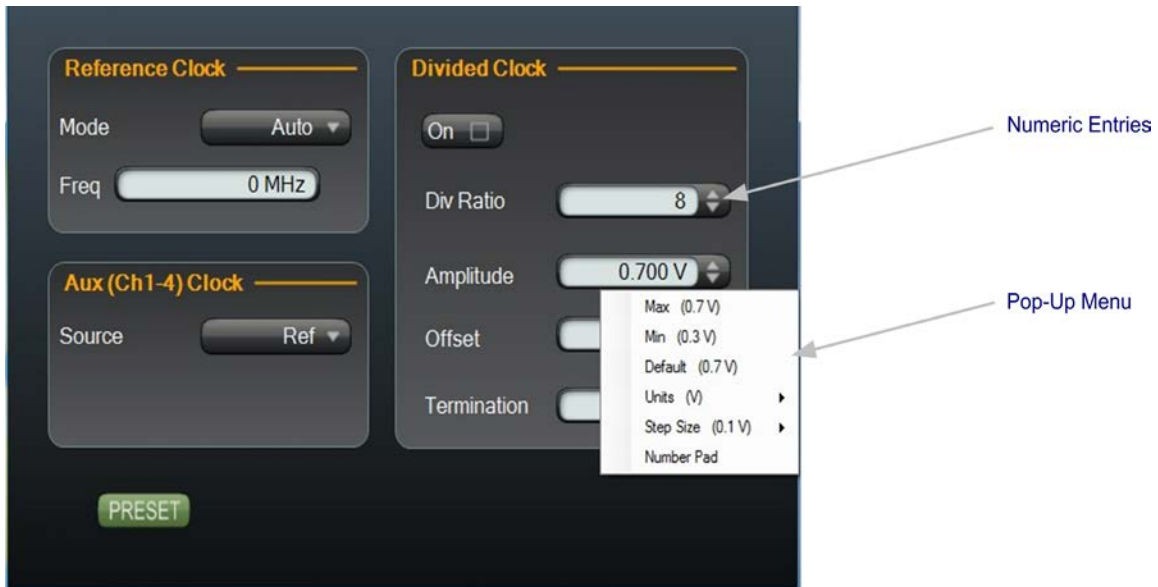 Reference Clock
Mode
Auto
Freq
0 MHz
Aux (Ch1-4) Clock
Source
Ref
PRESET
Divided Clock
On
Div Ratio
8
Amplitude
0.700 V
Offset
Termination
Max (0.7 V)
Min (0.3 V)
Default (0.7 V)
Units (V)
Step Size (0.1 V)
Number Pad
Numeric Entries
Pop-Up Menu